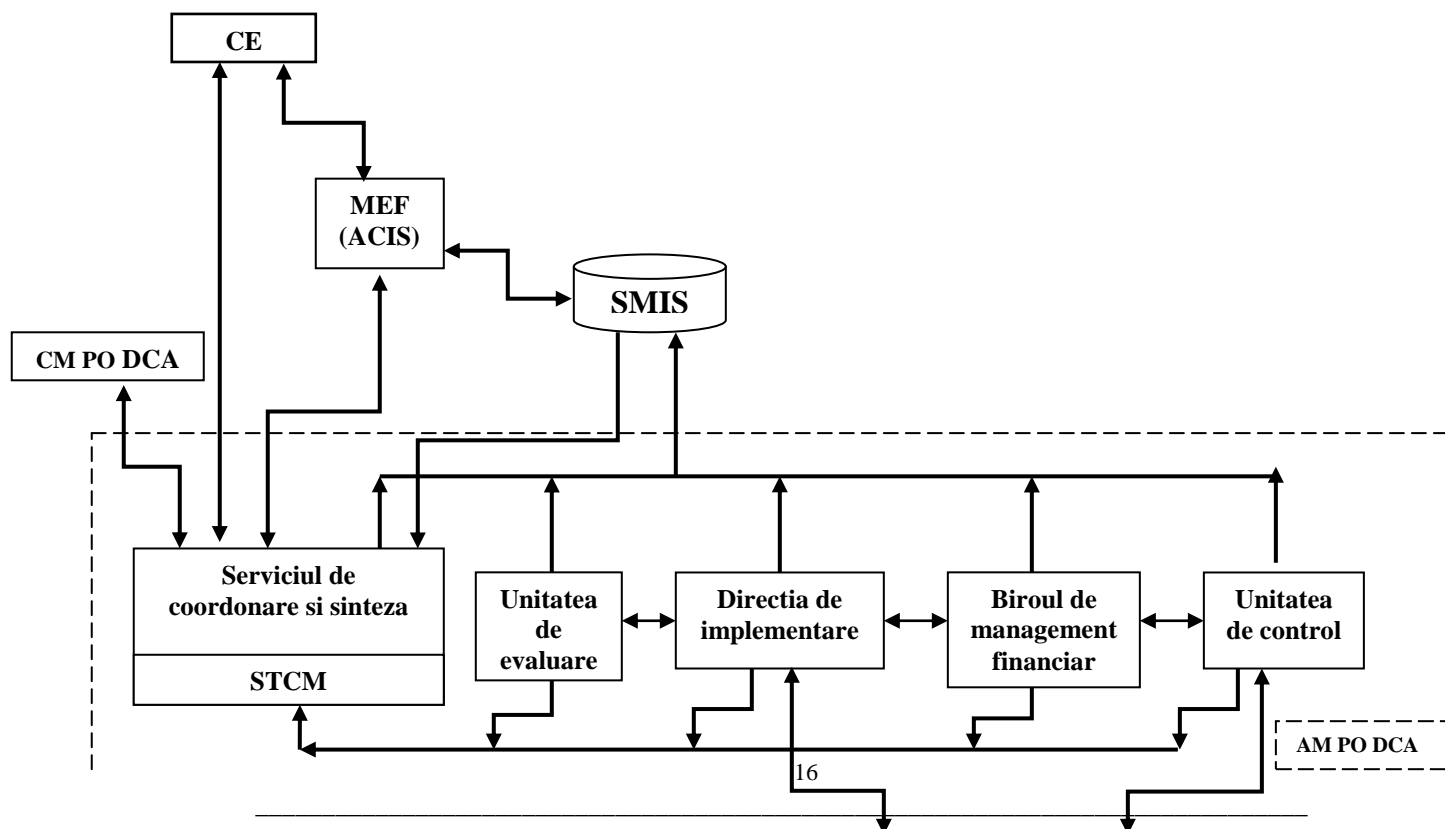 CE
MEF
(ACIS)
SMIS
CM PO DCA
Serviciul de
coordonare si sinteza
STCM
Unitatea
de
evaluare
Directia de
implementare
Biroul de
management
financiar
Unitatea
de control
AM PO DCA
16